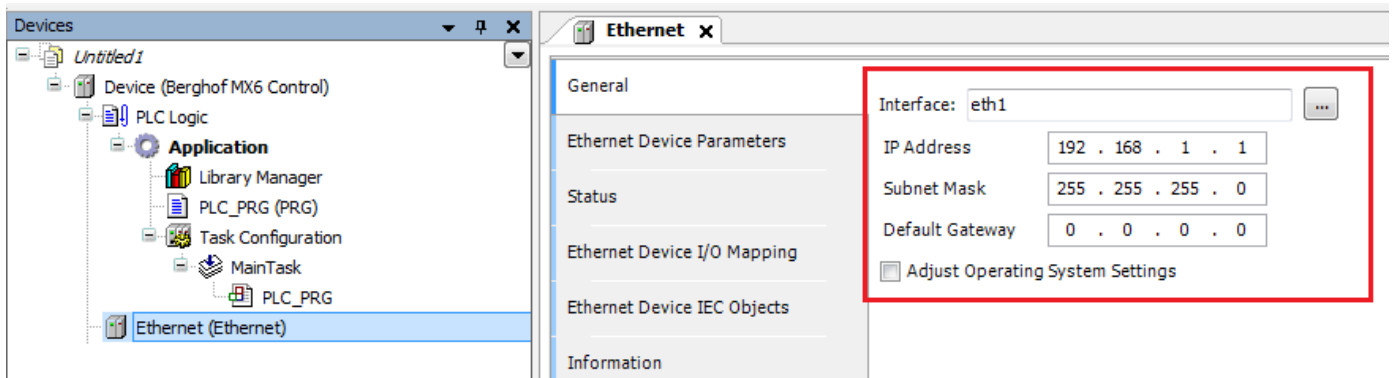 Devices
Untitled1
Device (Berghof MX6 Control)
PLC Logic
Application
Library Manager
PLC_PRG (PRG)
Task Configuration
MainTask
PLC_PRG
Ethernet (Ethernet)
Ethernet
General
Ethernet Device Parameters
Status
Ethernet Device I/O Mapping
Ethernet Device IEC Objects
Information
Interface: eth1 ...
IP Address 192 . 168 . 1 . 1
Subnet Mask 255 . 255 . 255 . 0
Default Gateway 0 . 0 . 0 . 0
Adjust Operating System Settings